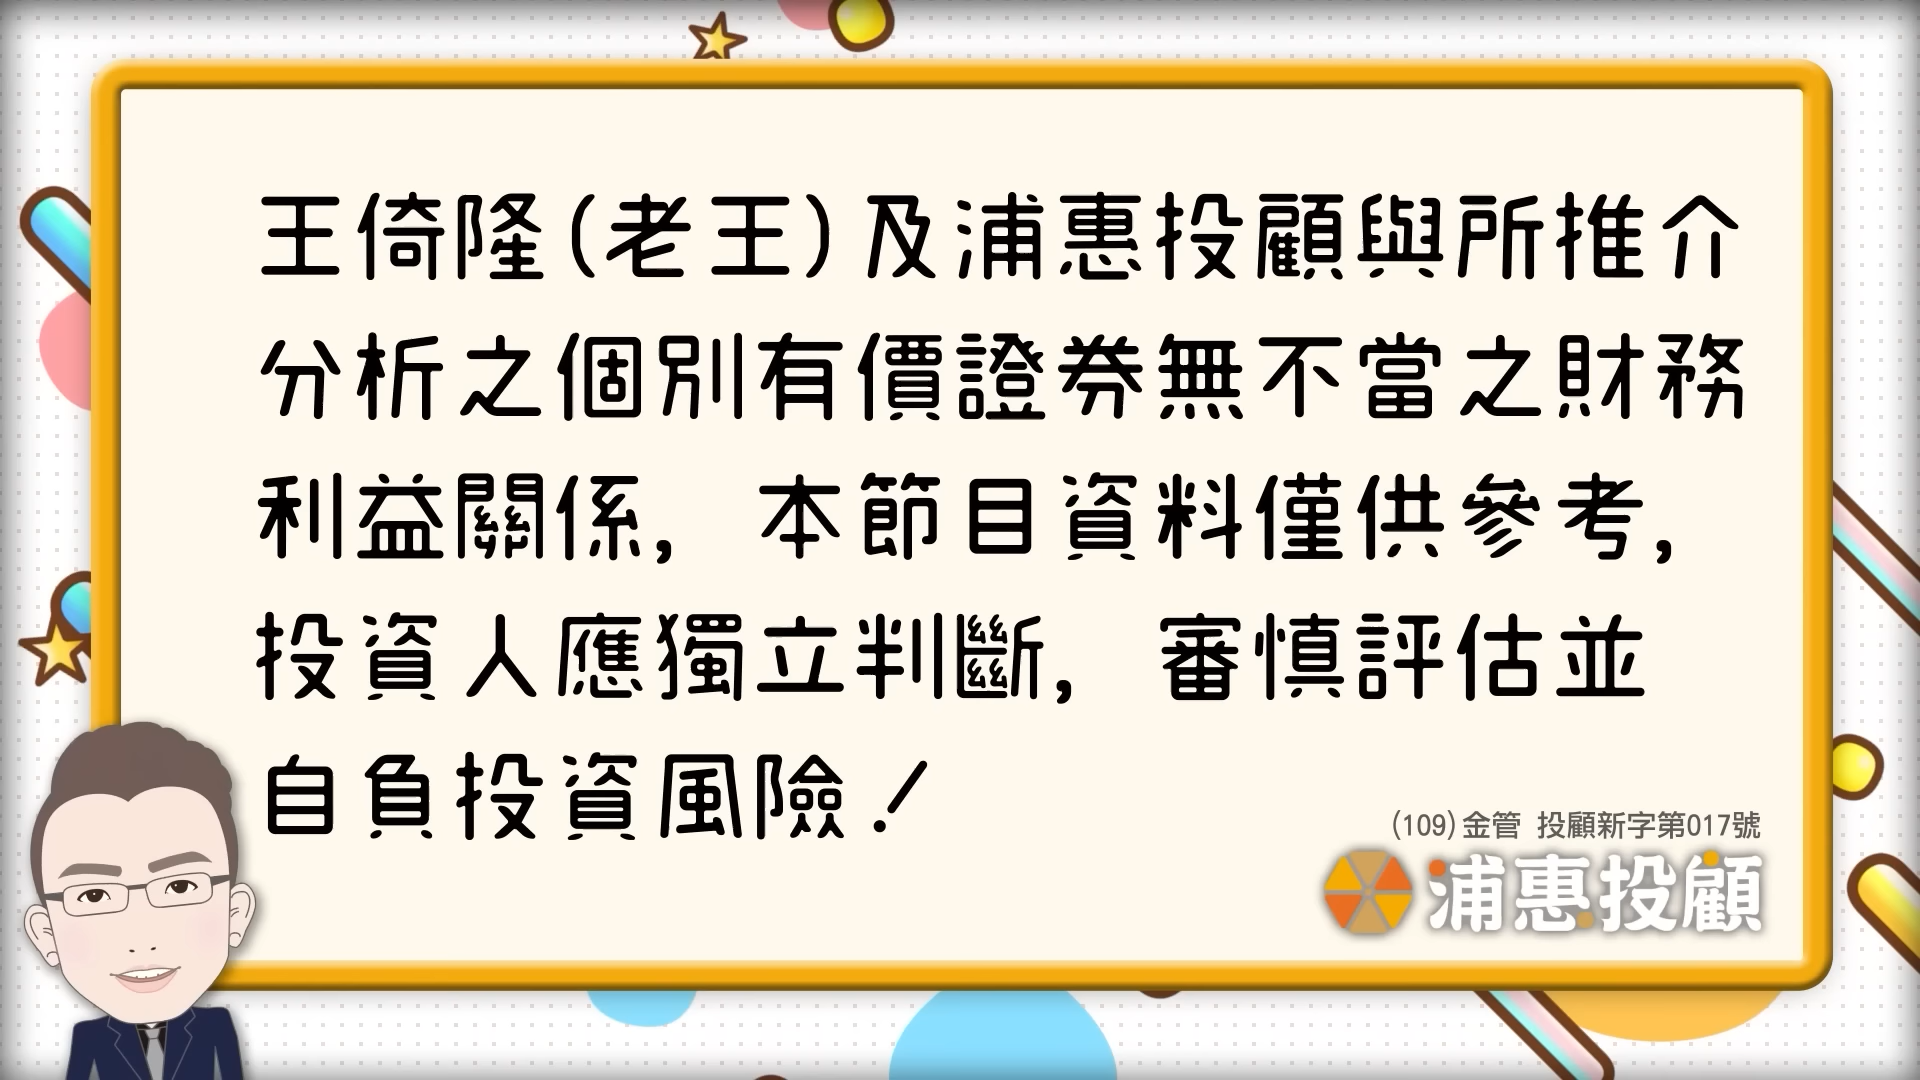 王倚隆(老王)及浦惠投顧與所推介
分析之個別有價證券無不當之財務
利益關係, 本節目資料僅供參考,
投資人應獨立判斷, 審慎評估並
自負投資風險!
(109)金管 投顧新字第017號
浦惠投顧